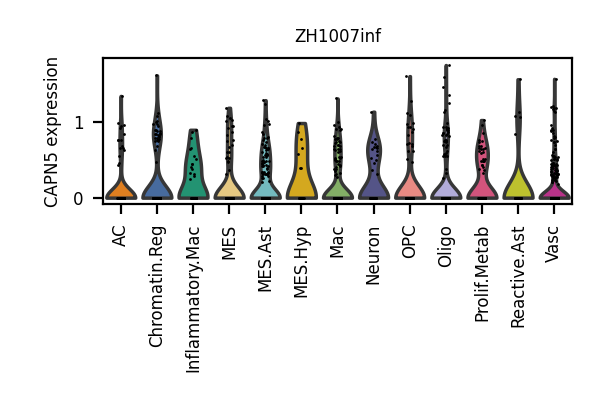 ZH1007inf
CAPN5 expression
1
0
AC
Chromatin.Reg
Inflammatory.Mac
MES
MES.Ast
MES.Hyp
Mac
Neuron
OPC
Oligo
Prolif.Metab
Reactive.Ast
Vasc